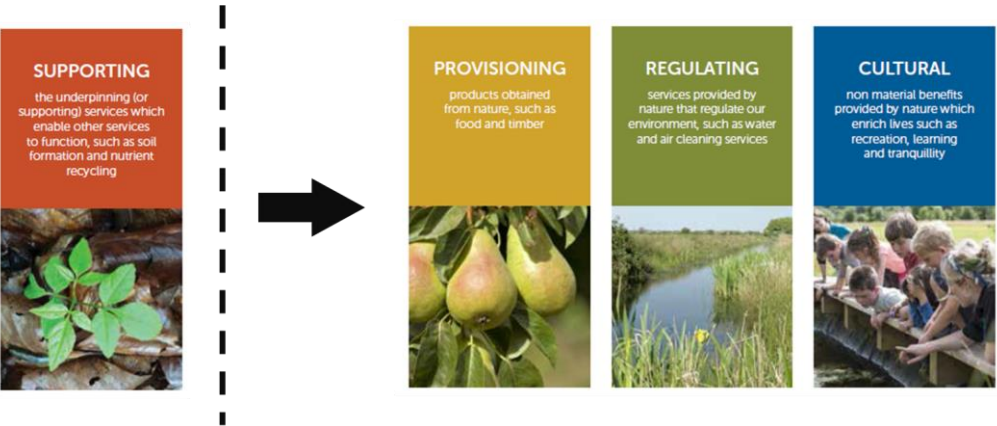 SUPPORTING
the underpinning (or
supporting) services which
enable other services
to function, such as soil
formation and nutrient
recycling
PROVISIONING
products obtained
from nature, such as
food and timber
REGULATING
services provided by
nature that regulate our
environment, such as water
and air cleaning services
CULTURAL
non material benefits
provided by nature which
enrich lives such as
recreation, learning
and tranquillity